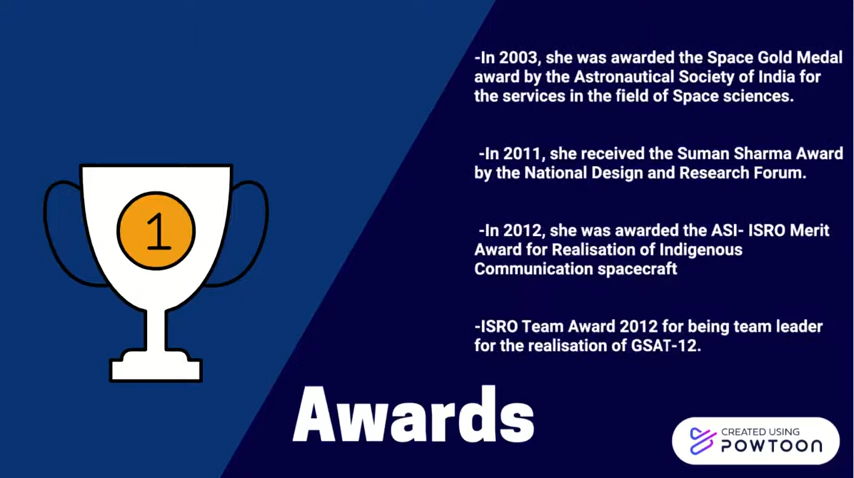 -In 2003, she was awarded the Space Gold Medal
award by the Astronautical Society of India for
the services in the field of Space sciences.
-In 2011, she received the Suman Sharma Award
by the National Design and Research Forum.
-In 2012, she was awarded the ASI- ISRO Merit
Award for Realisation of Indigenous
Communication spacecraft
-ISRO Team Award 2012 for being team leader
for the realisation of GSAT-12.
1
Awards
CREATED USING
POWTOON